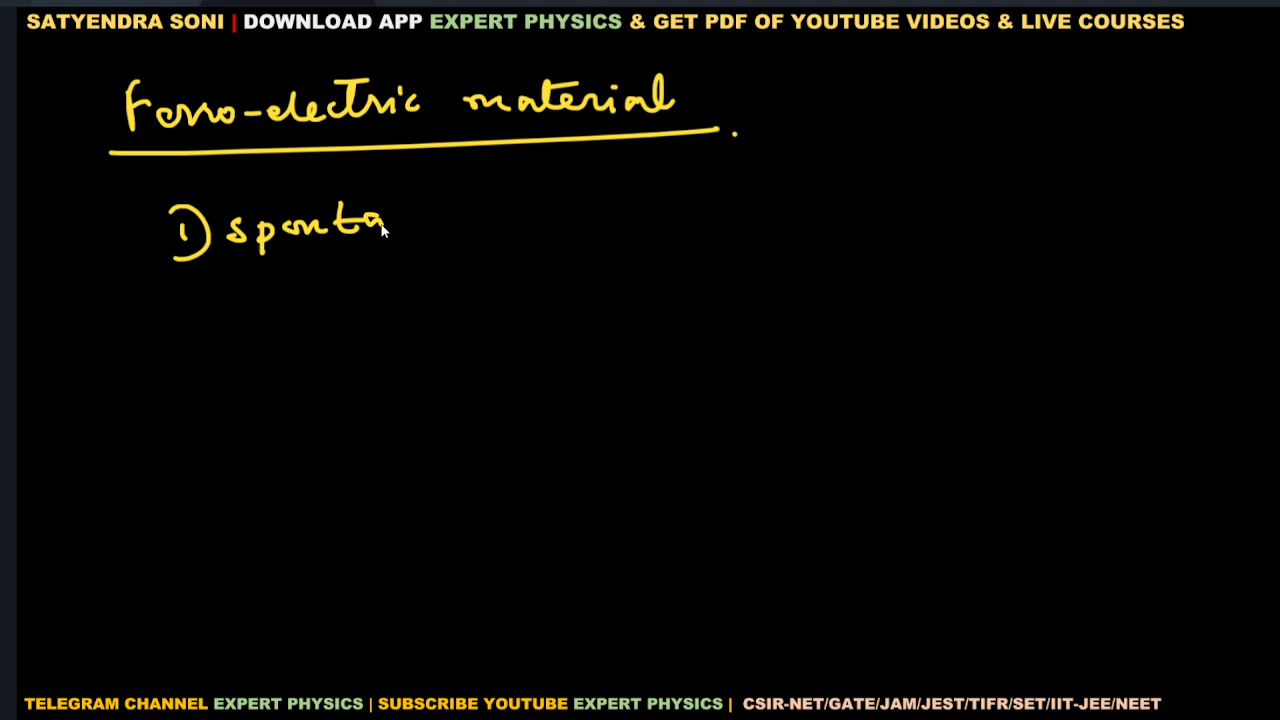 SATYENDRA SONI | DOWNLOAD APP EXPERT PHYSICS & GET PDF OF YOUTUBE VIDEOS & LIVE COURSES
Ferro-electric material.
1) sponta
TELEGRAM CHANNEL EXPERT PHYSICS | SUBSCRIBE YOUTUBE EXPERT PHYSICS | CSIR-NET/GATE/JAM/JEST/TIFR/SET/IIT-JEE/NEET